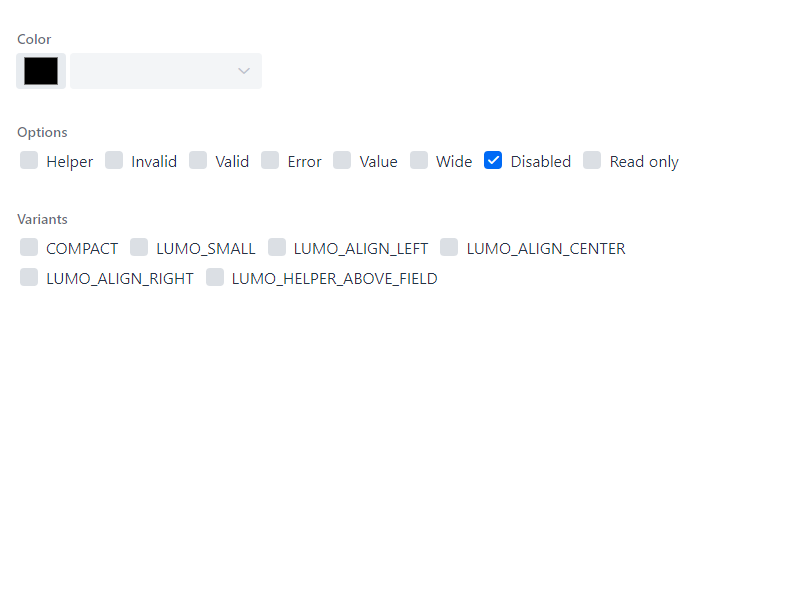 Color
Options
Helper Invalid Valid Error Value Wide Disabled Read only
Variants
COMPACT LUMO_SMALL LUMO_ALIGN_LEFT LUMO_ALIGN_CENTER
LUMO_ALIGN_RIGHT LUMO_HELPER_ABOVE_FIELD